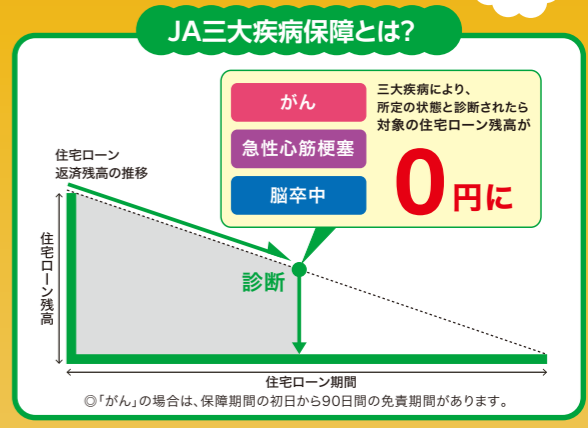 JA三大疾病保障とは?
がん
急性心筋梗塞
脳卒中
三大疾病により、
所定の状態と診断されたら
対象の住宅ローン残高が
0円に
住宅ローン
返済残高の推移
住宅ローン残高
診断
住宅ローン期間
◎「がん」の場合は、保障期間の初日から90日間の免責期間があります。